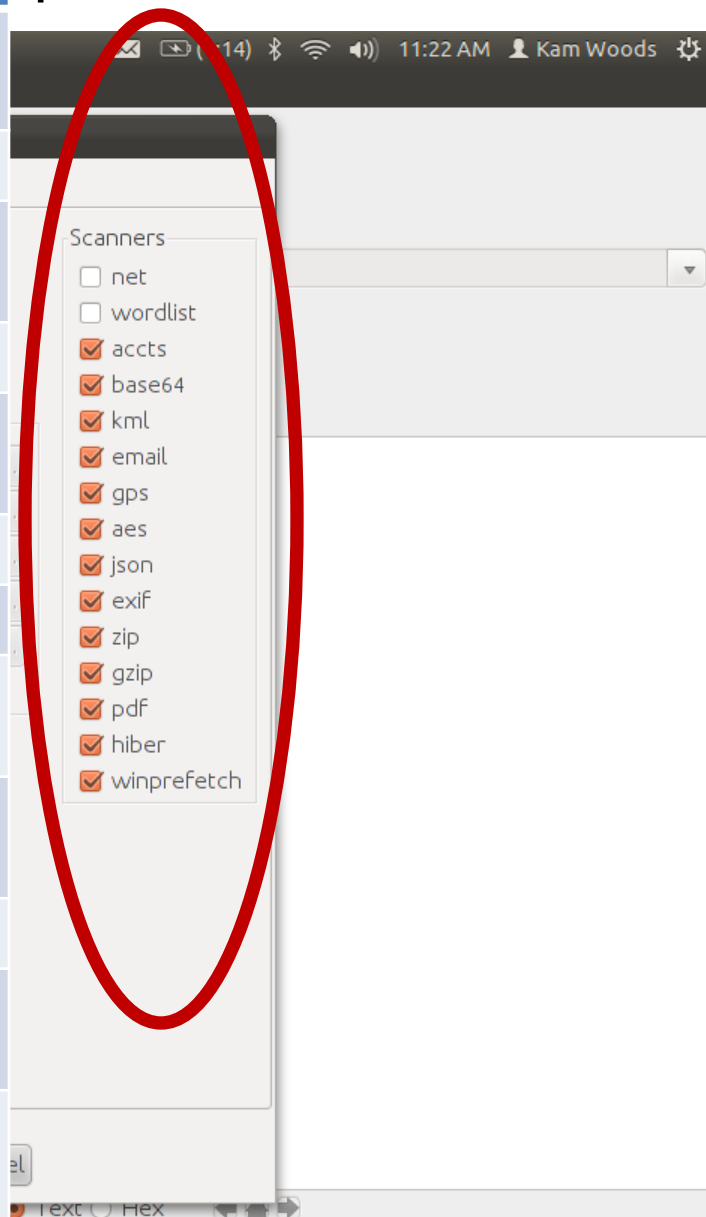 11:22 AM Kam Woods
Scanners
net
wordlist
accts
base64
kml
email
gps
aes
json
exif
zip
gzip
pdf
hiber
winprefetch
Text Hex